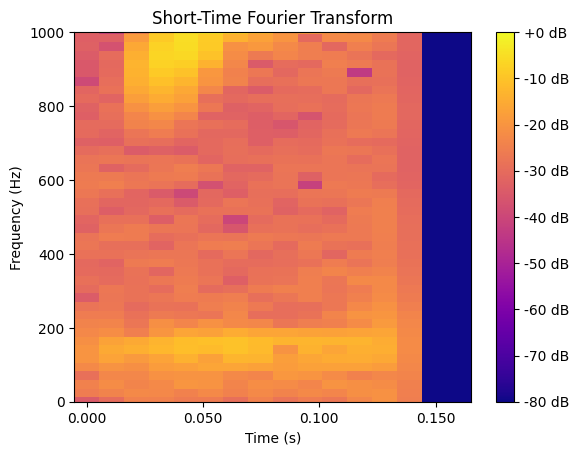 Short-Time Fourier Transform
1000
800
600
400
200
0
Frequency (Hz)
0.000
0.050
0.100
0.150
Time (s)
+0 dB
-10 dB
-20 dB
-30 dB
-40 dB
-50 dB
-60 dB
-70 dB
-80 dB